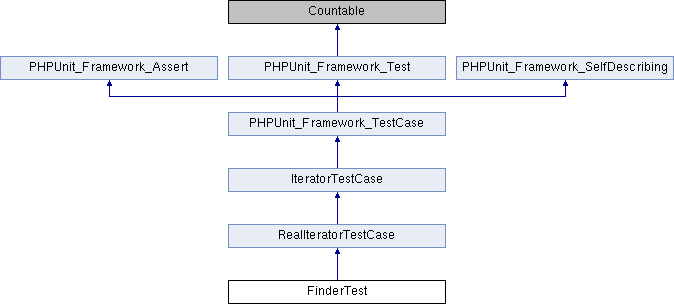 Countable
PHPUnit_Framework_Assert
PHPUnit_Framework_Test
PHPUnit_Framework_SelfDescribing
PHPUnit_Framework_TestCase
IteratorTestCase
RealIteratorTestCase
FinderTest